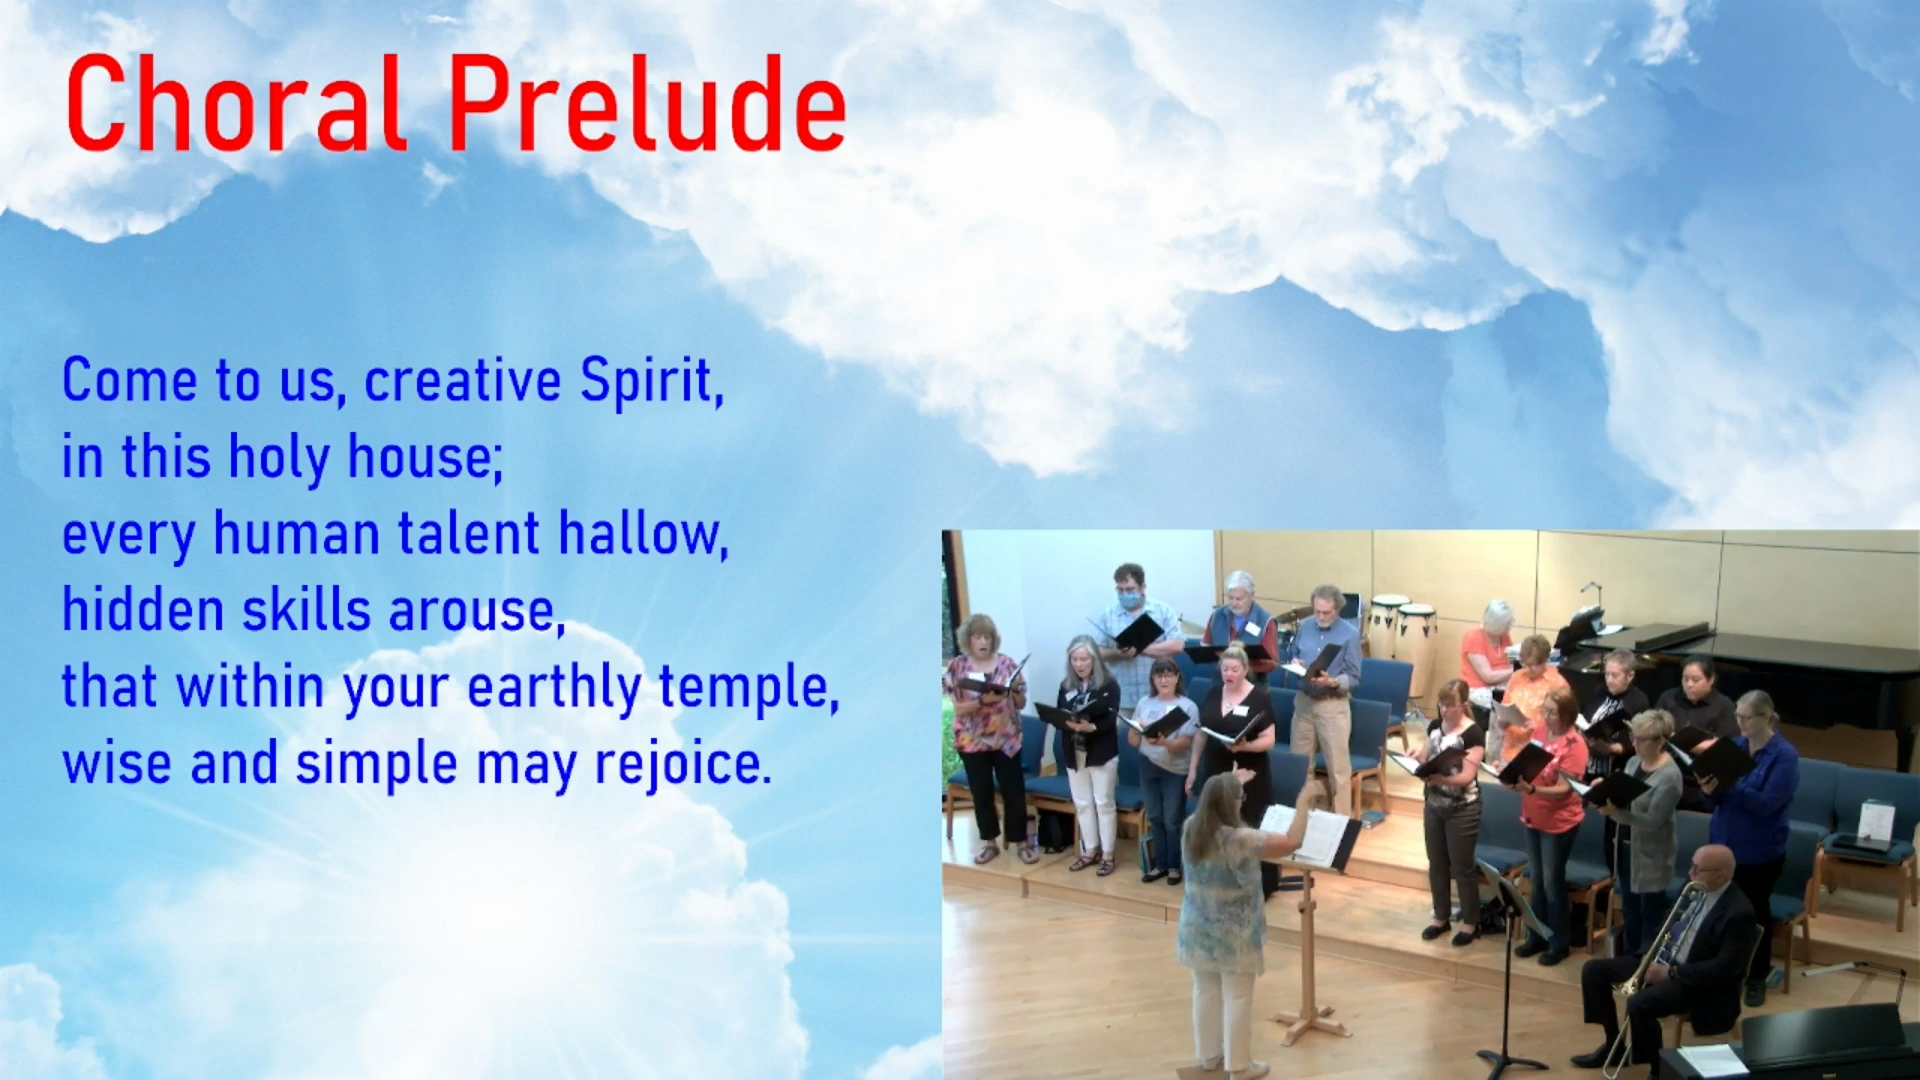 Choral Prelude
Come to us, creative Spirit,
in this holy house;
every human talent hallow,
hidden skills arouse,
that within your earthly temple,
wise and simple may rejoice.